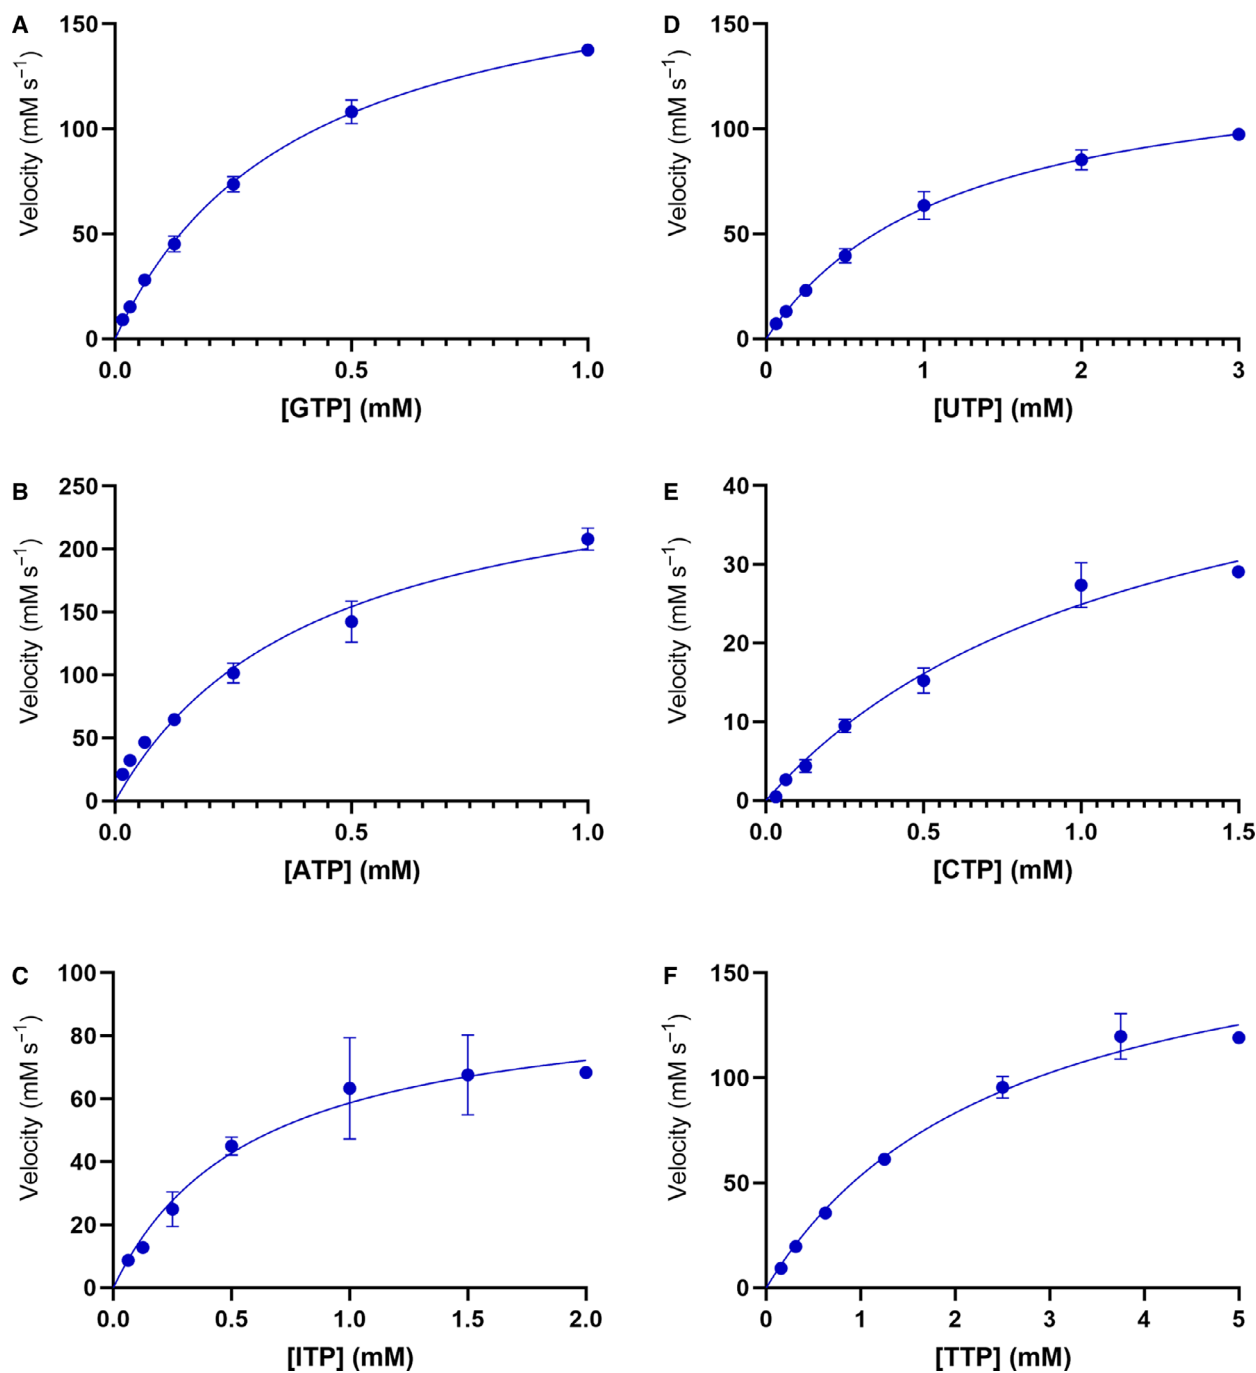 A
150
100
50
0
Velocity (mM s⁻¹)
0.0 0.5 1.0
[GTP] (mM)
D
150
100
50
0
Velocity (mM s⁻¹)
0 1 2 3
[UTP] (mM)
B
250
200
150
100
50
0
Velocity (mM s⁻¹)
0.0 0.5 1.0
[ATP] (mM)
E
40
30
20
10
0
Velocity (mM s⁻¹)
0.0 0.5 1.0 1.5
[CTP] (mM)
C
100
80
60
40
20
0
Velocity (mM s⁻¹)
0.0 0.5 1.0 1.5 2.0
[ITP] (mM)
F
150
100
50
0
Velocity (mM s⁻¹)
0 1 2 3 4 5
[TTP] (mM)